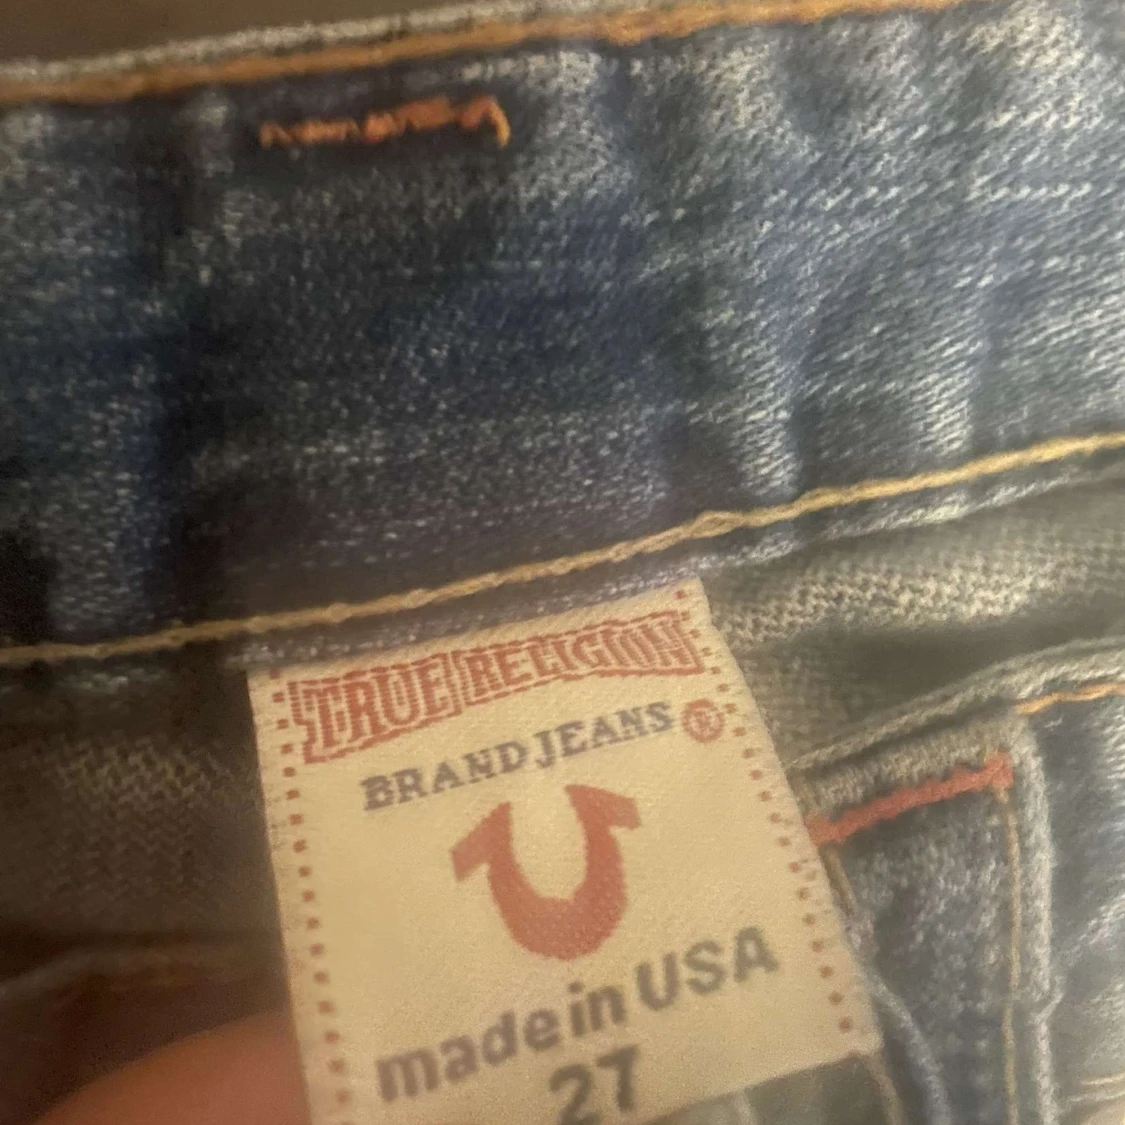 TRUE RELIGION
BRAND JEANS ®
made in USA
27